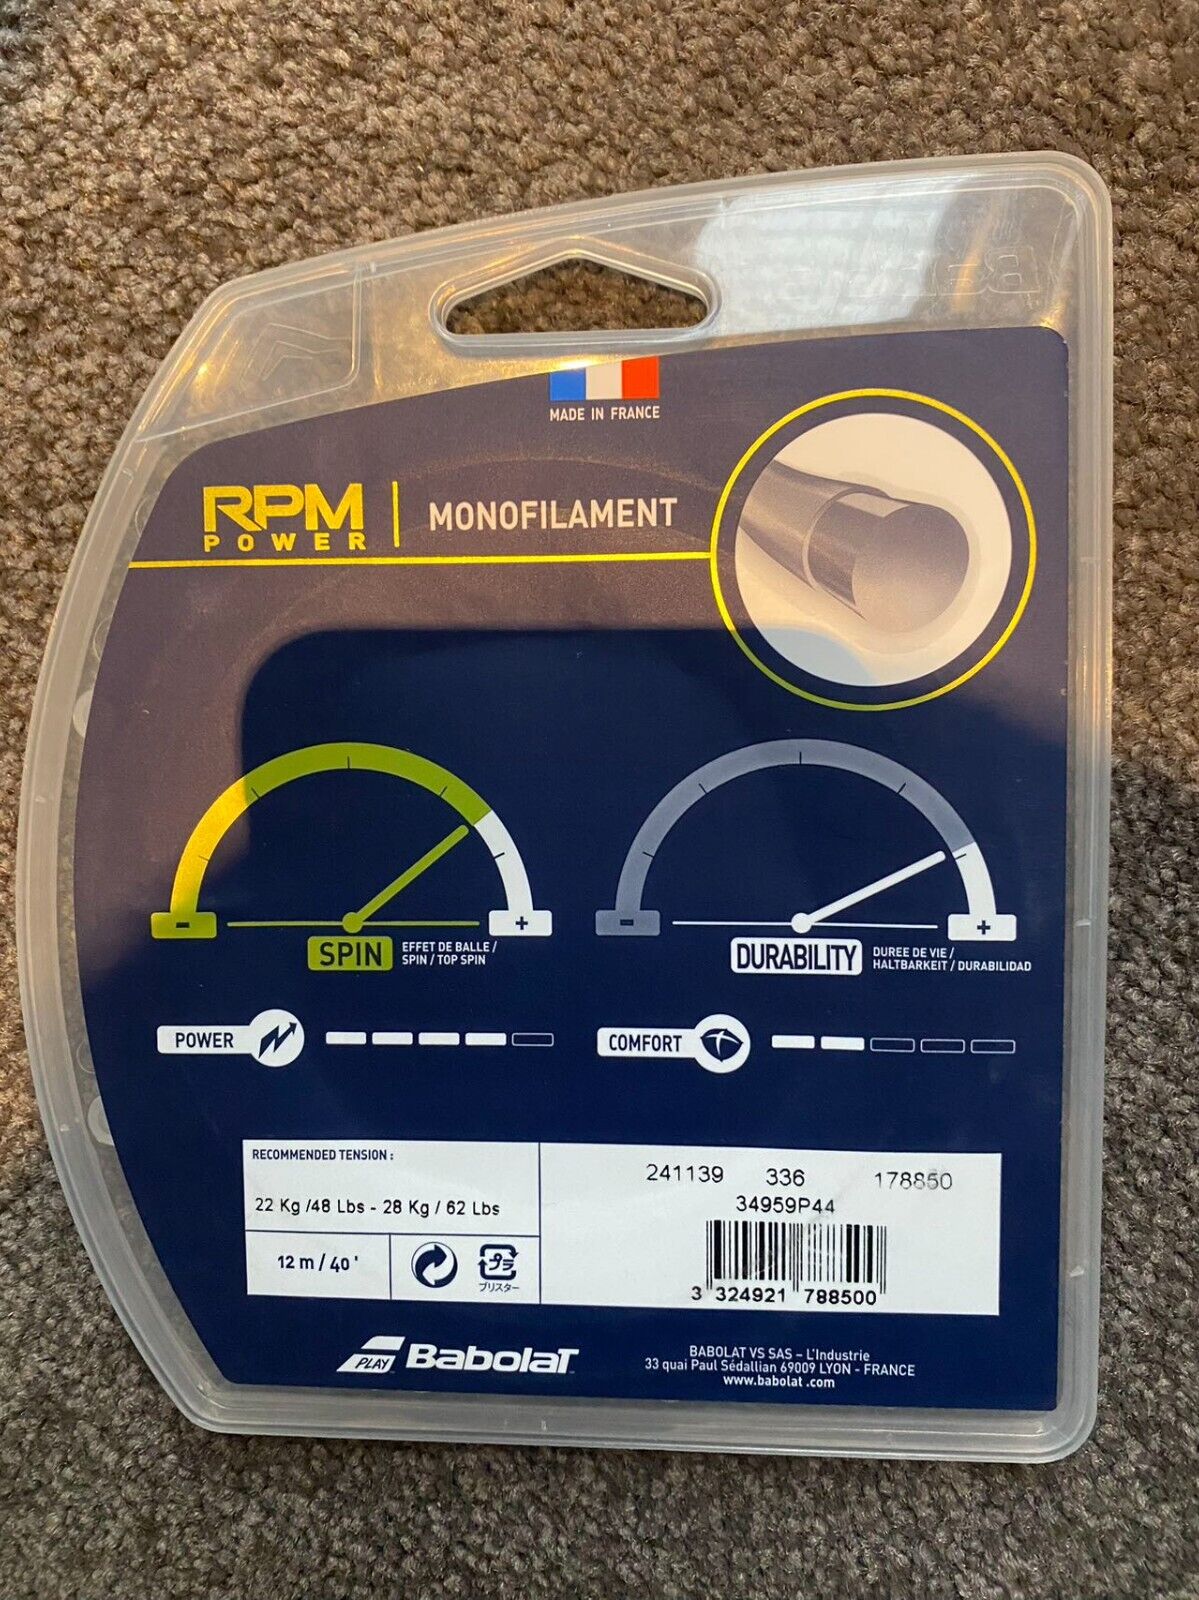 MADE IN FRANCE
RPM
POWER
MONOFILAMENT
- +
SPIN
EFFET DE BALLE /
SPIN / TOP SPIN
- +
DURABILITY
DUREE DE VIE /
HALTBARKEIT / DURABILIDAD
POWER
COMFORT
RECOMMENDED TENSION :
22 Kg /48 Lbs - 28 Kg / 62 Lbs
12 m / 40 '
プラ
ブリスター
241139 336 178850
34959P44
3 324921 788500
PLAY
BabolaT
BABOLAT VS SAS – L'Industrie
33 quai Paul Sédallian 69009 LYON - FRANCE
www.babolat .com